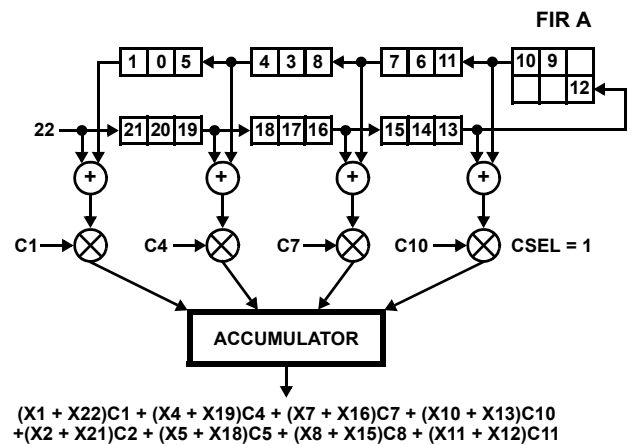 FIR A
1 0 5 4 3 8 7 6 11 10 9
12
22 21 20 19 18 17 16 15 14 13
+ + + +
C1 C4 C7 C10 CSEL = 1
ACCUMULATOR
(X1 + X22)C1 + (X4 + X19)C4 + (X7 + X16)C7 + (X10 + X13)C10
+(X2 + X21)C2 + (X5 + X18)C5 + (X8 + X15)C8 + (X11 + X12)C11